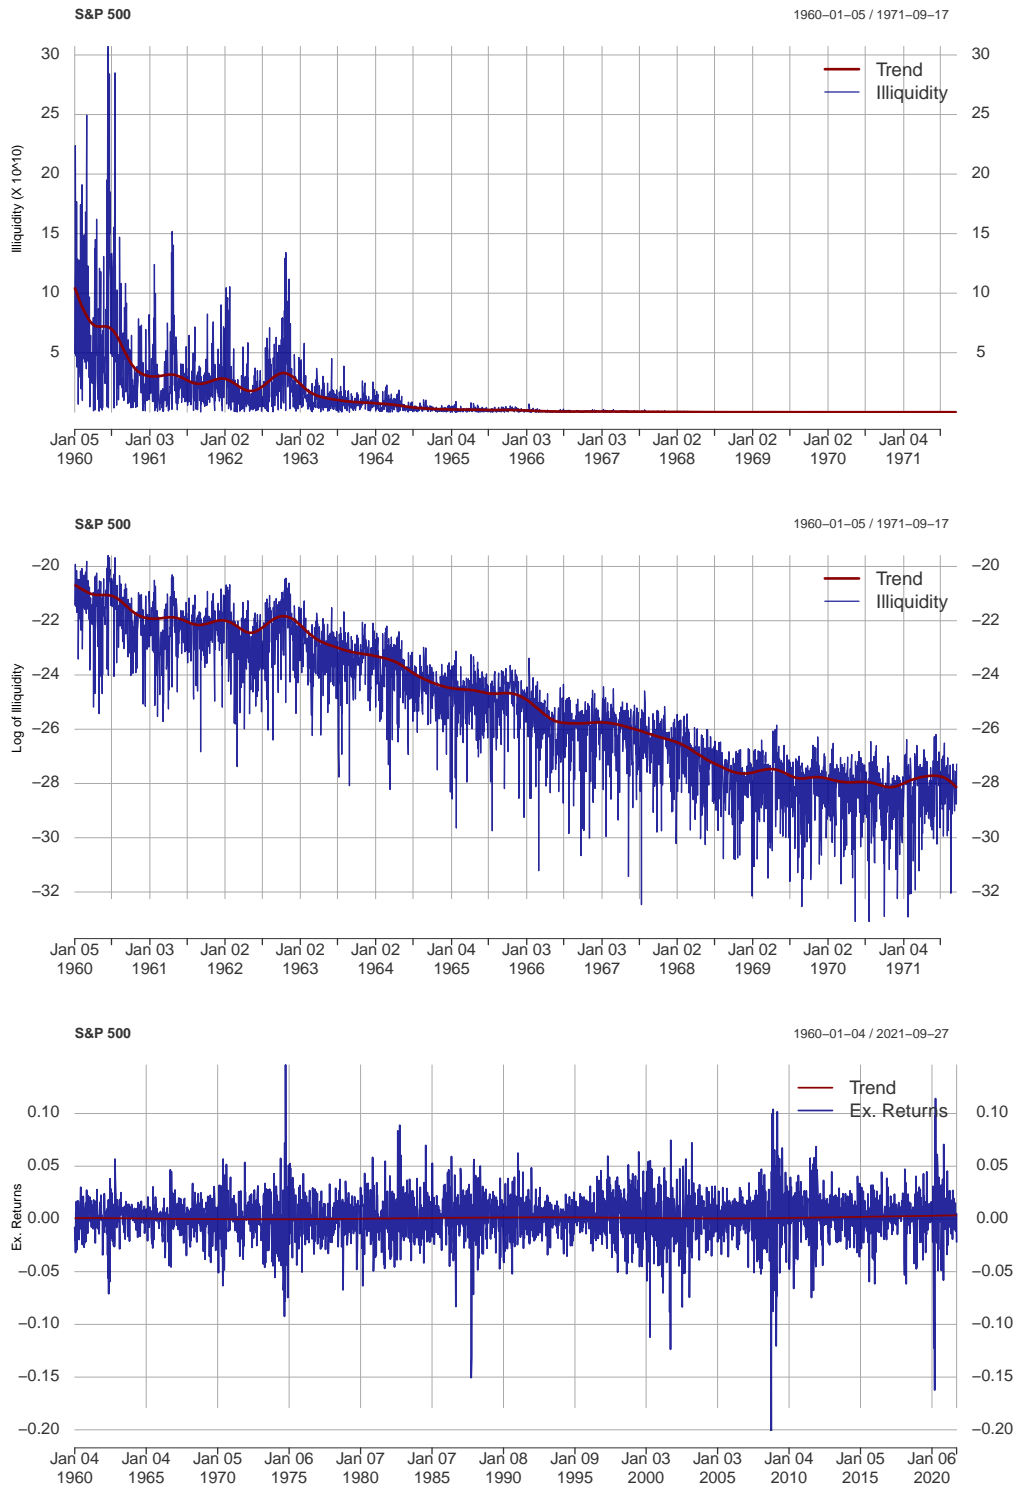 S&P 500 1960−01−05 / 1971−09−17
30 30
Trend
Illiquidity
25 25
20 20
15 15
10 10
5 5
Illiquidity (X 10^10)
Jan 05 Jan 03 Jan 02 Jan 02 Jan 02 Jan 04 Jan 03 Jan 03 Jan 02 Jan 02 Jan 02 Jan 04
1960 1961 1962 1963 1964 1965 1966 1967 1968 1969 1970 1971
S&P 500 1960−01−05 / 1971−09−17
−20 −20
Trend
Illiquidity
−22 −22
−24 −24
−26 −26
−28 −28
−30 −30
−32 −32
Log of Illiquidity
Jan 05 Jan 03 Jan 02 Jan 02 Jan 02 Jan 04 Jan 03 Jan 03 Jan 02 Jan 02 Jan 02 Jan 04
1960 1961 1962 1963 1964 1965 1966 1967 1968 1969 1970 1971
S&P 500 1960−01−04 / 2021−09−27
Trend
0.10 Ex. Returns 0.10
0.05 0.05
0.00 0.00
−0.05 −0.05
−0.10 −0.10
−0.15 −0.15
−0.20 −0.20
Ex. Returns
Jan 04 Jan 04 Jan 05 Jan 06 Jan 07 Jan 08 Jan 08 Jan 09 Jan 03 Jan 03 Jan 04 Jan 05 Jan 06
1960 1965 1970 1975 1980 1985 1990 1995 2000 2005 2010 2015 2020